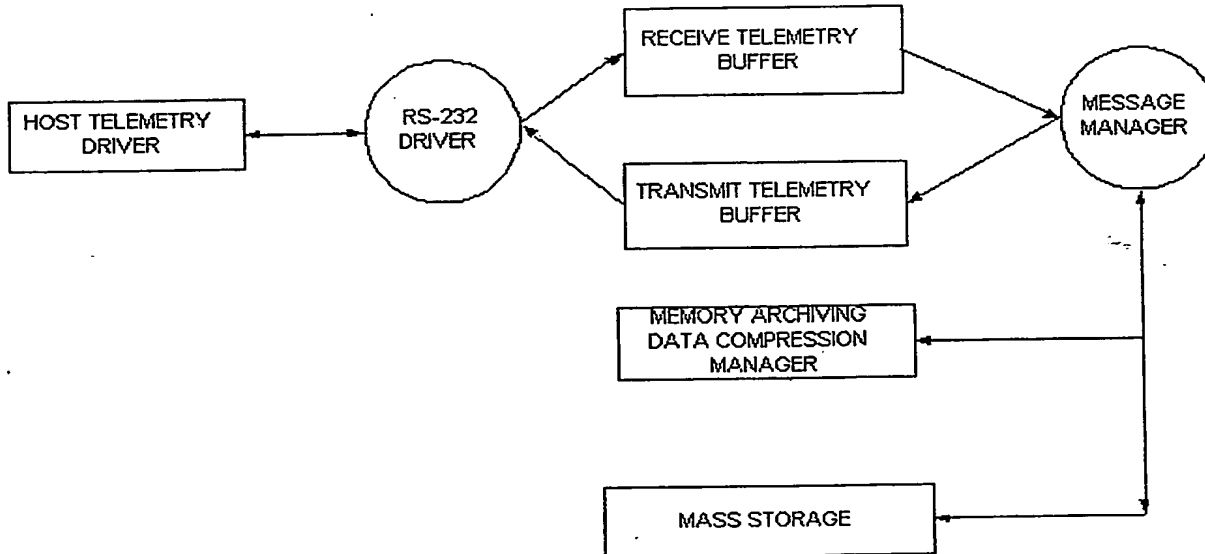 HOST TELEMETRY
DRIVER
RS-232
DRIVER
RECEIVE TELEMETRY
BUFFER
TRANSMIT TELEMETRY
BUFFER
MESSAGE
MANAGER
MEMORY ARCHIVING
DATA COMPRESSION
MANAGER
MASS STORAGE